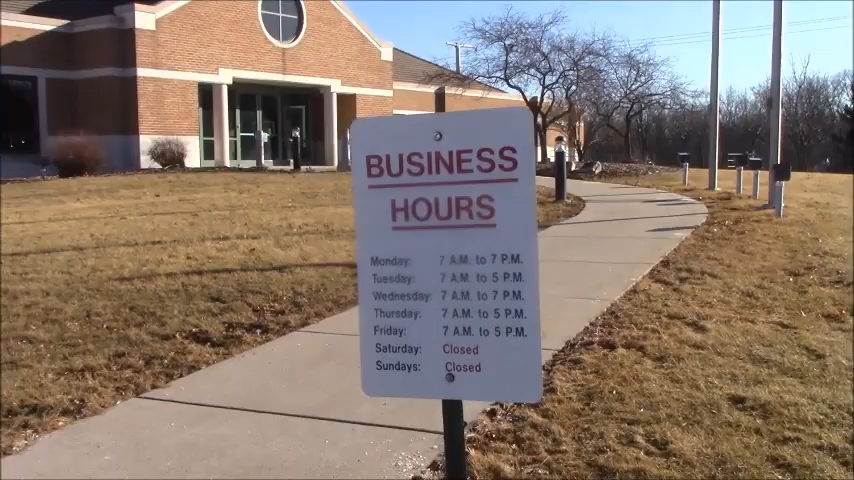 BUSINESS
HOURS
Monday: 7 A.M. to 7 P.M.
Tuesday: 7 A.M. to 5 P.M.
Wednesday: 7 A.M. to 7 P.M.
Thursday: 7 A.M. to 5 P.M.
Friday: 7 A.M. to 5 P.M.
Saturday: Closed
Sundays: Closed